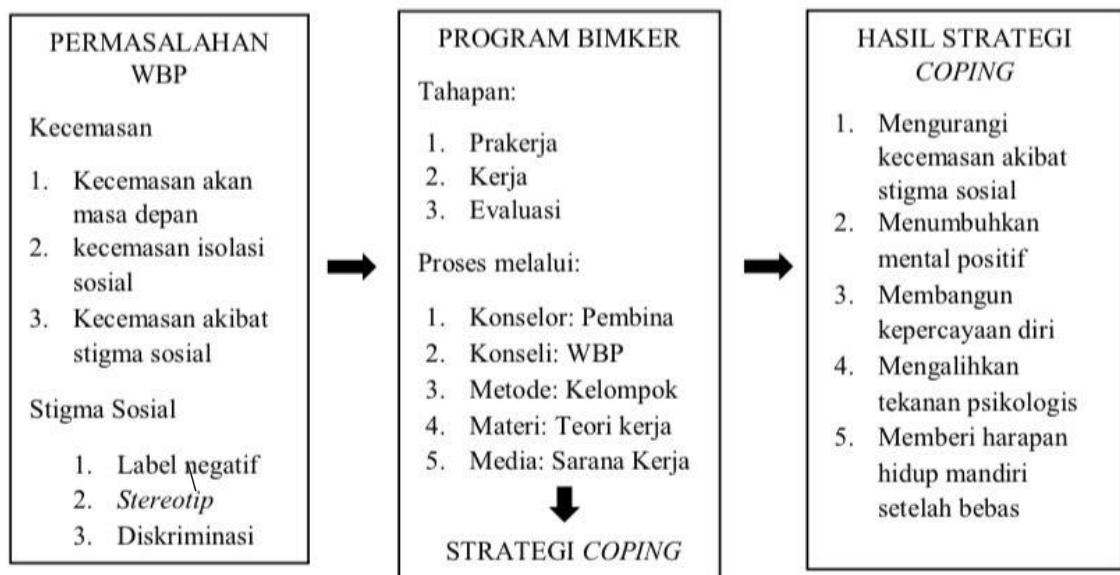 PERMASALAHAN
WBP
Kecemasan
1. Kecemasan akan
masa depan
2. kecemasan isolasi
sosial
3. Kecemasan akibat
stigma sosial
Stigma Sosial
1. Label negatif
2. Stereotip
3. Diskriminasi
PROGRAM BIMKER
Tahapan:
1. Prakerja
2. Kerja
3. Evaluasi
Proses melalui:
1. Konselor: Pembina
2. Konseli: WBP
3. Metode: Kelompok
4. Materi: Teori kerja
5. Media: Sarana Kerja
STRATEGI COPING
HASIL STRATEGI
COPING
1. Mengurangi
kecemasan akibat
stigma sosial
2. Menumbuhkan
mental positif
3. Membangun
kepercayaan diri
4. Mengalihkan
tekanan psikologis
5. Memberi harapan
hidup mandiri
setelah bebas